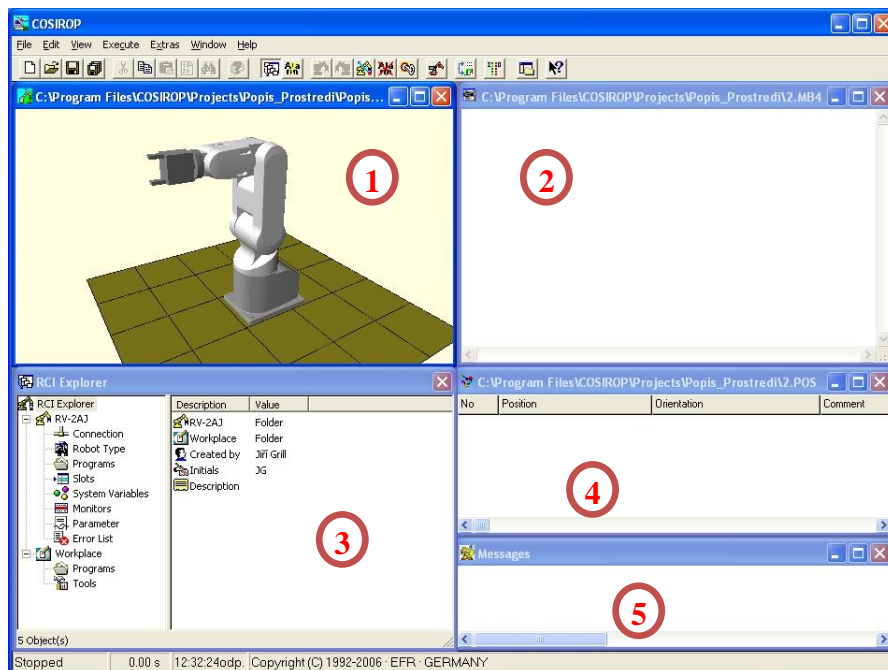 COSIROP
File Edit View Execute Extras Window Help
C:\Program Files\COSIROP\Projects\Popis_Prostredi\Popis...
C:\Program Files\COSIROP\Projects\Popis_Prostredi\2.MB4
1
2
RCI Explorer
C:\Program Files\COSIROP\Projects\Popis_Prostredi\2.POS
RCI Explorer
RV-2AJ
Connection
Robot Type
Programs
Slots
System Variables
Monitors
Parameter
Error List
Workplace
Programs
Tools
Description Value
RV-2AJ Folder
Workplace Folder
Created by Jiří Grill
Initials JG
Description
3
No Position Orientation Comment
4
Messages
5
5 Object(s)
Stopped 0.00 s 12:32:24odp. Copyright (C) 1992-2006 · EFR · GERMANY